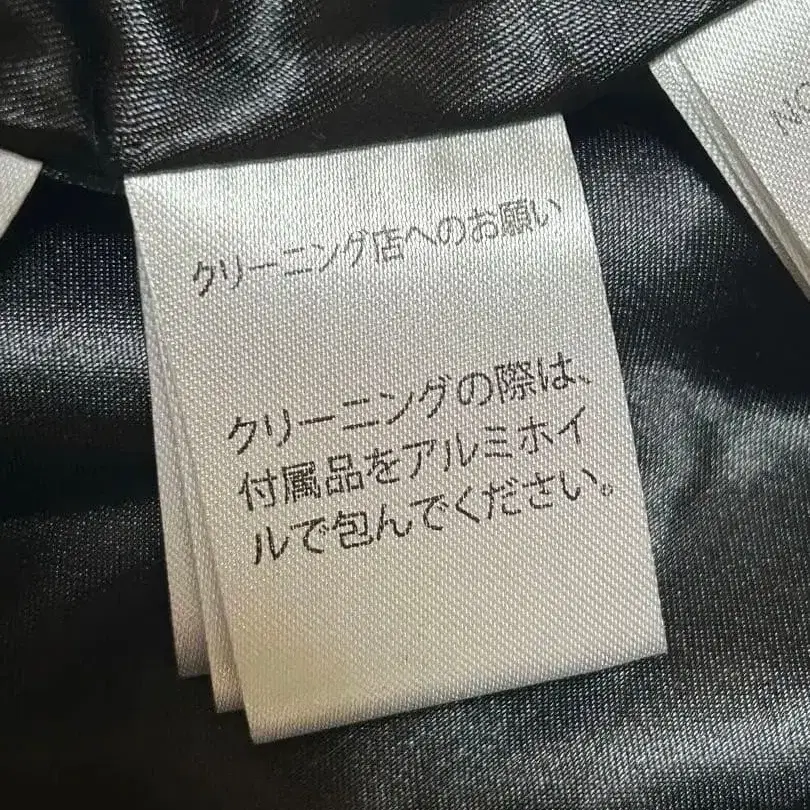 クリーニング店へのお願い
クリーニングの際は、
付属品をアルミホイ
ルで包んでください。